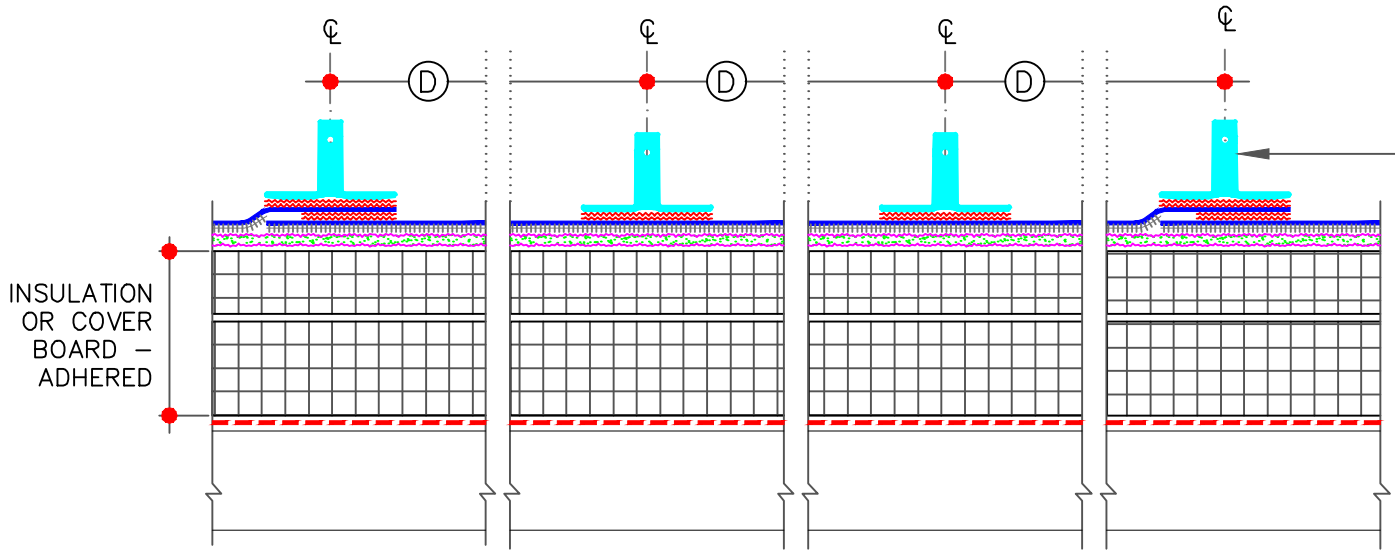 ℄ ℄ ℄ ℄
D D D
INSULATION
OR COVER
BOARD –
ADHERED